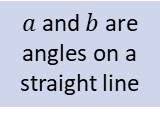 a and b are
angles on a
straight line